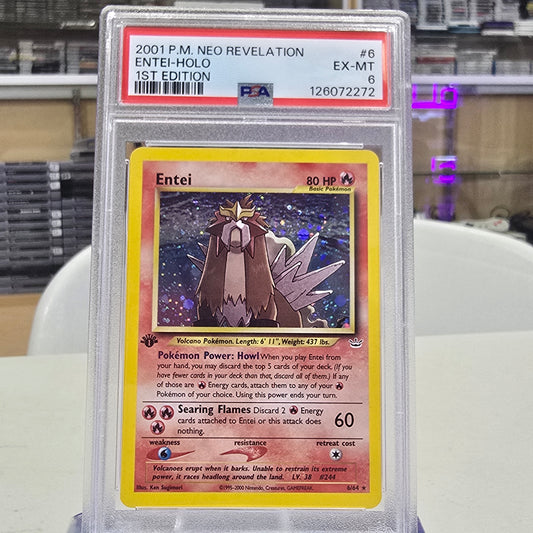 2001 P.M. NEO REVELATION #6
ENTEI-HOLO EX-MT
1ST EDITION 6
PSA 126072272
Entei 80 HP
Basic Pokémon
Volcano Pokémon. Length: 6' 11", Weight: 437 lbs.
Pokémon Power: Howl When you play Entei from
your hand, you may discard the top 5 cards of your deck. (If you
have fewer cards in your deck than that, discard all of them.) If any
of those are Energy cards, attach them to any of your
Pokémon of your choice. Using this power ends your turn.
Searing Flames Discard 2 Energy
cards attached to Entei or this attack does
nothing.
60
weakness resistance retreat cost
Volcanoes erupt when it barks. Unable to restrain its extreme
power, it races headlong around the land. LV. 38 #244
Illus. Ken Sugimori ©1995-2000 Nintendo, Creatures, GAMEFREAK. 6/64 ★